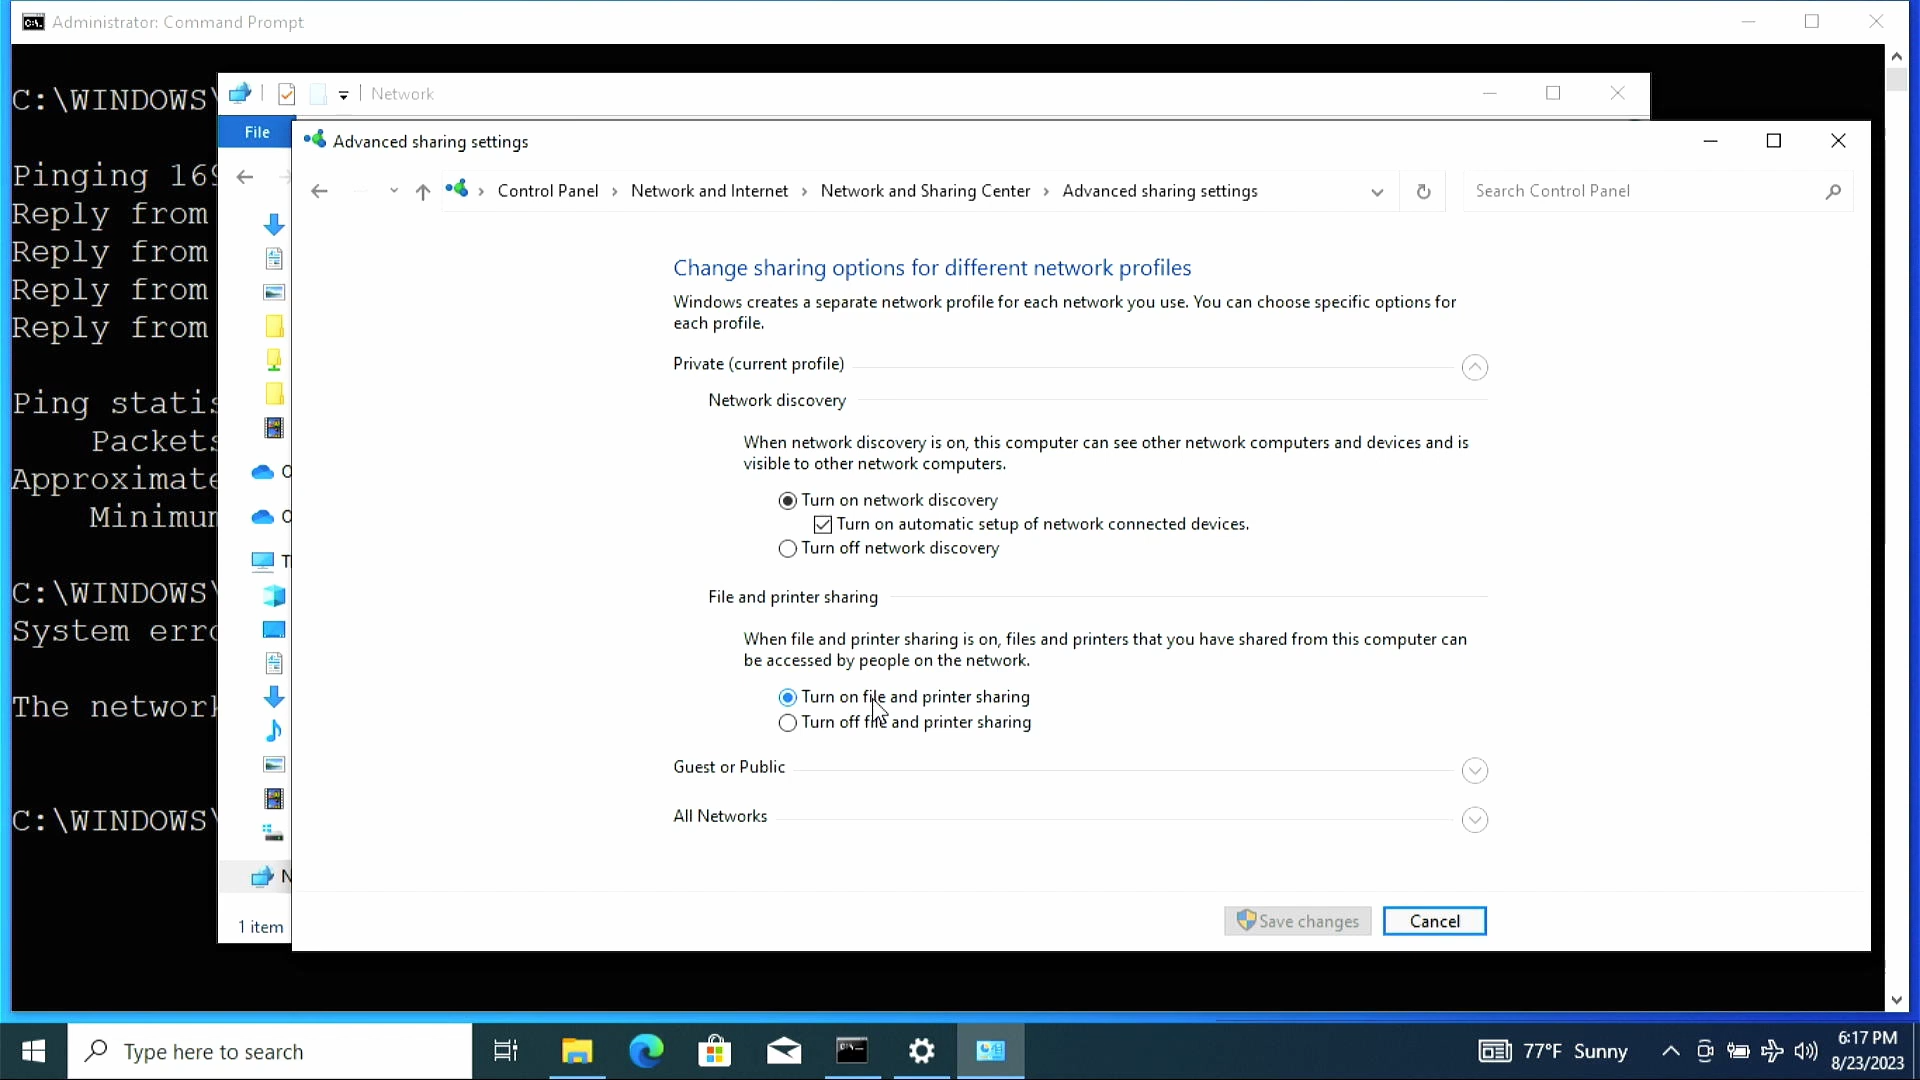 Administrator: Command Prompt
C:\WINDOWS\
Pinging 169
Reply from
Reply from
Reply from
Reply from
Ping statis
Packets
Approximate
Minimum
C:\WINDOWS\
System erro
The network
C:\WINDOWS\
Network
File
1 item
Advanced sharing settings
Control Panel > Network and Internet > Network and Sharing Center > Advanced sharing settings
Search Control Panel
Change sharing options for different network profiles
Windows creates a separate network profile for each network you use. You can choose specific options for
each profile.
Private (current profile)
Network discovery
When network discovery is on, this computer can see other network computers and devices and is
visible to other network computers.
Turn on network discovery
Turn on automatic setup of network connected devices.
Turn off network discovery
File and printer sharing
When file and printer sharing is on, files and printers that you have shared from this computer can
be accessed by people on the network.
Turn on file and printer sharing
Turn off file and printer sharing
Guest or Public
All Networks
Save changes
Cancel
Type here to search
77°F Sunny
6:17 PM
8/23/2023